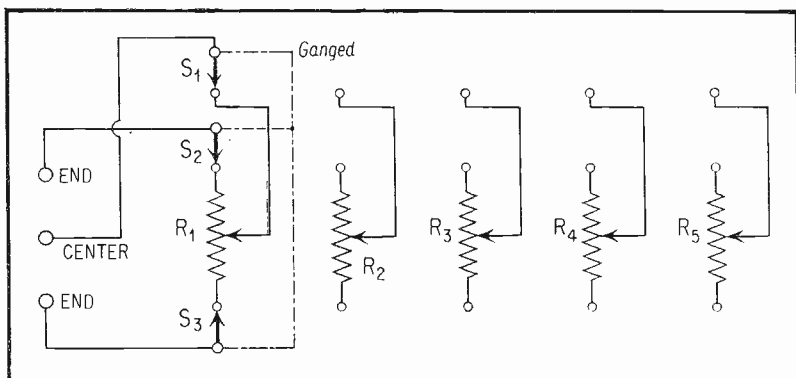 Ganged
S1
S2
END
R1
CENTER
R2
R3
R4
R5
END
S3